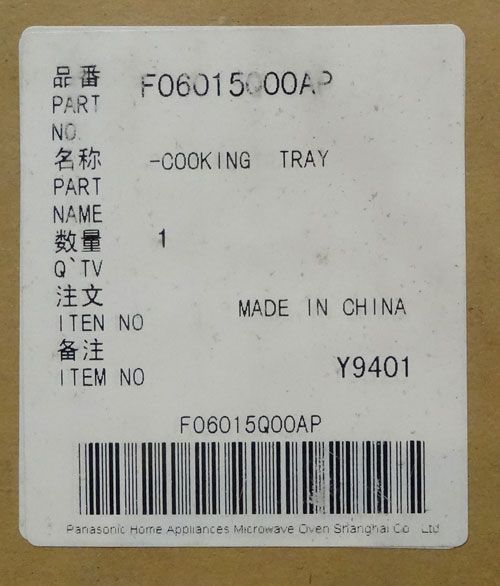 品番 F06015Q00AP
PART
NO.
名称 -COOKING TRAY
PART
NAME
数量 1
Q`TV
注文
ITEN NO MADE IN CHINA
备注
ITEM NO Y9401
F06015Q00AP
Panasonic Home Appliances Microwave Oven Shanghai Co Ltd